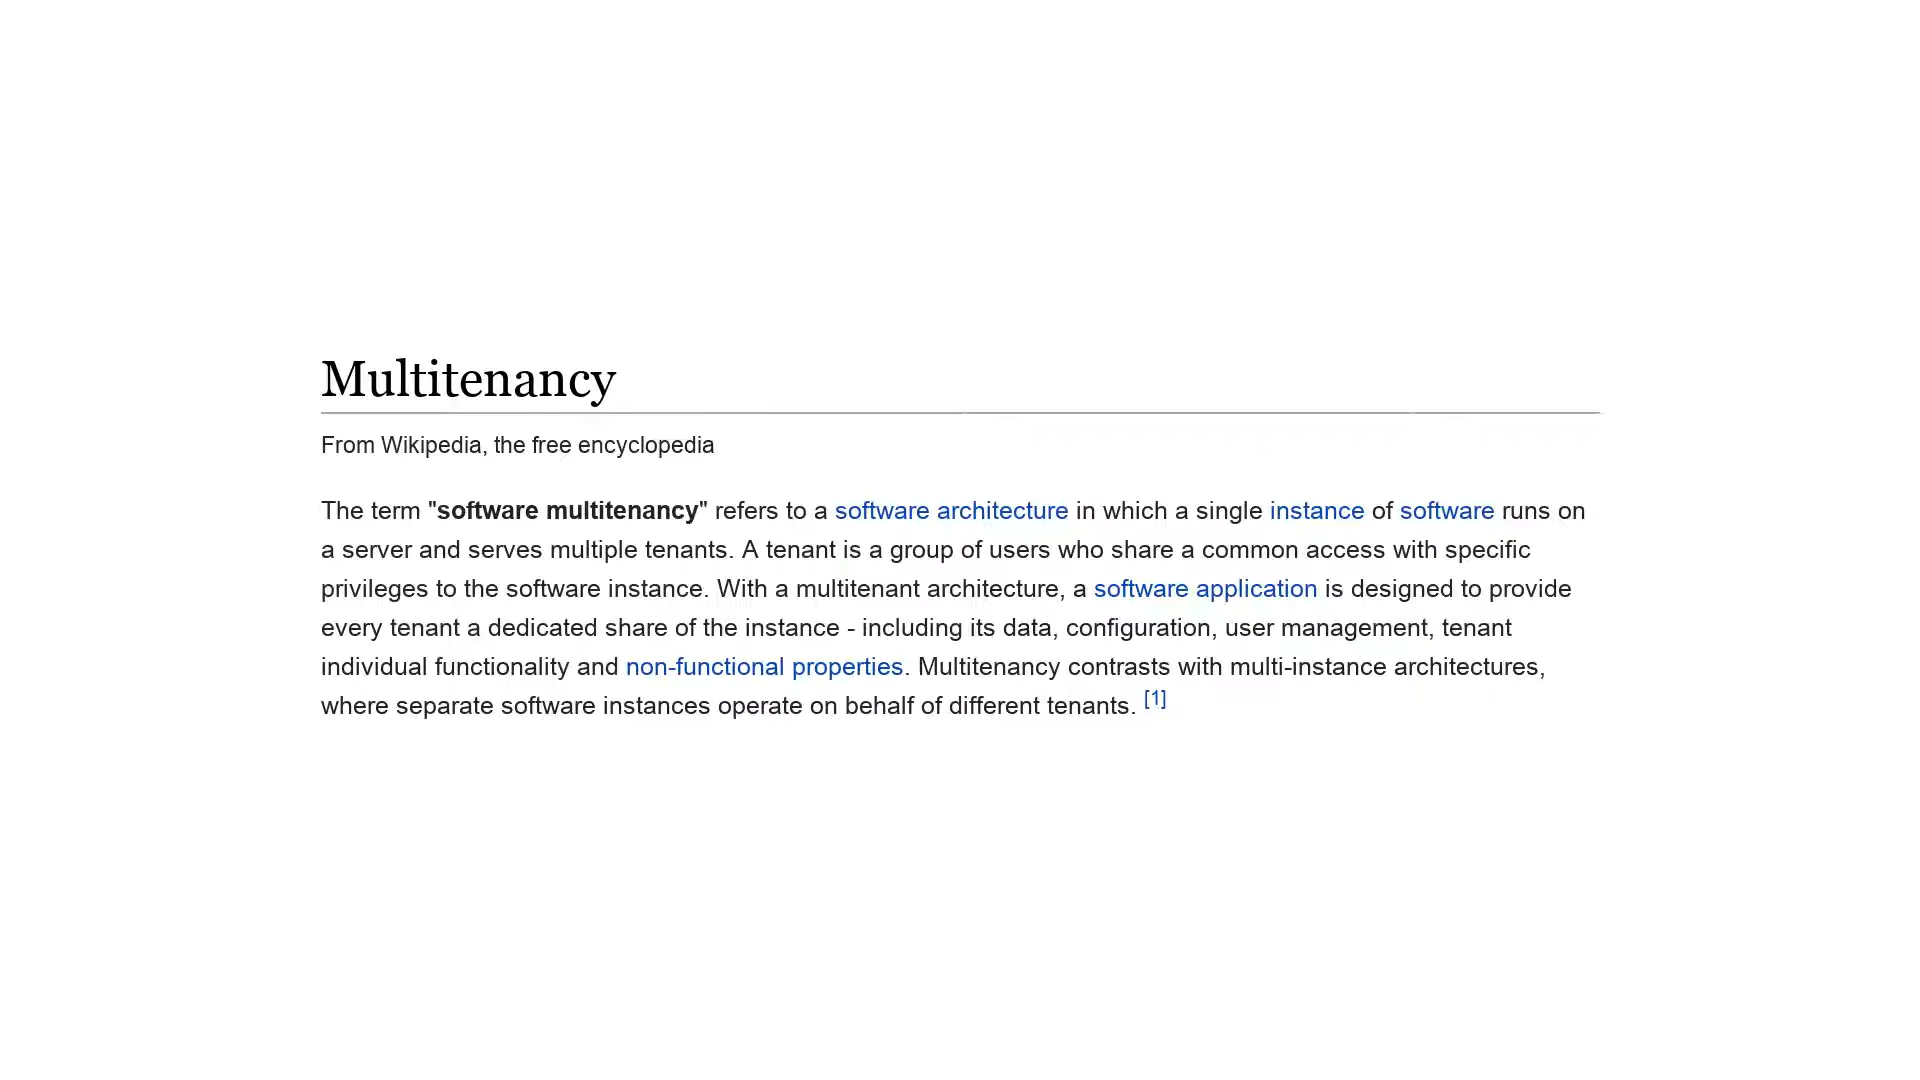 Multitenancy
From Wikipedia, the free encyclopedia
The term "software multitenancy" refers to a software architecture in which a single instance of software runs on
a server and serves multiple tenants. A tenant is a group of users who share a common access with specific
privileges to the software instance. With a multitenant architecture, a software application is designed to provide
every tenant a dedicated share of the instance - including its data, configuration, user management, tenant
individual functionality and non-functional properties. Multitenancy contrasts with multi-instance architectures,
where separate software instances operate on behalf of different tenants. [1]